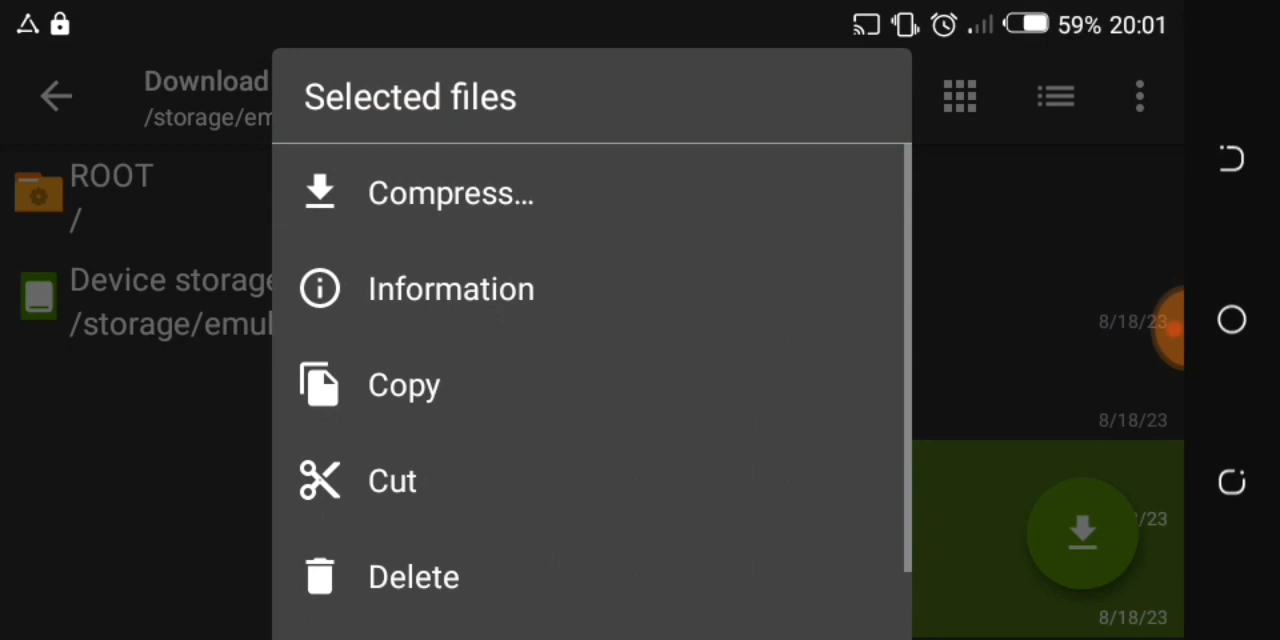 59% 20:01
Download
/storage/em
Selected files
ROOT
/
Compress...
Device storage
/storage/emul
Information
8/18/23
Copy
8/18/23
Cut
/23
Delete
8/18/23